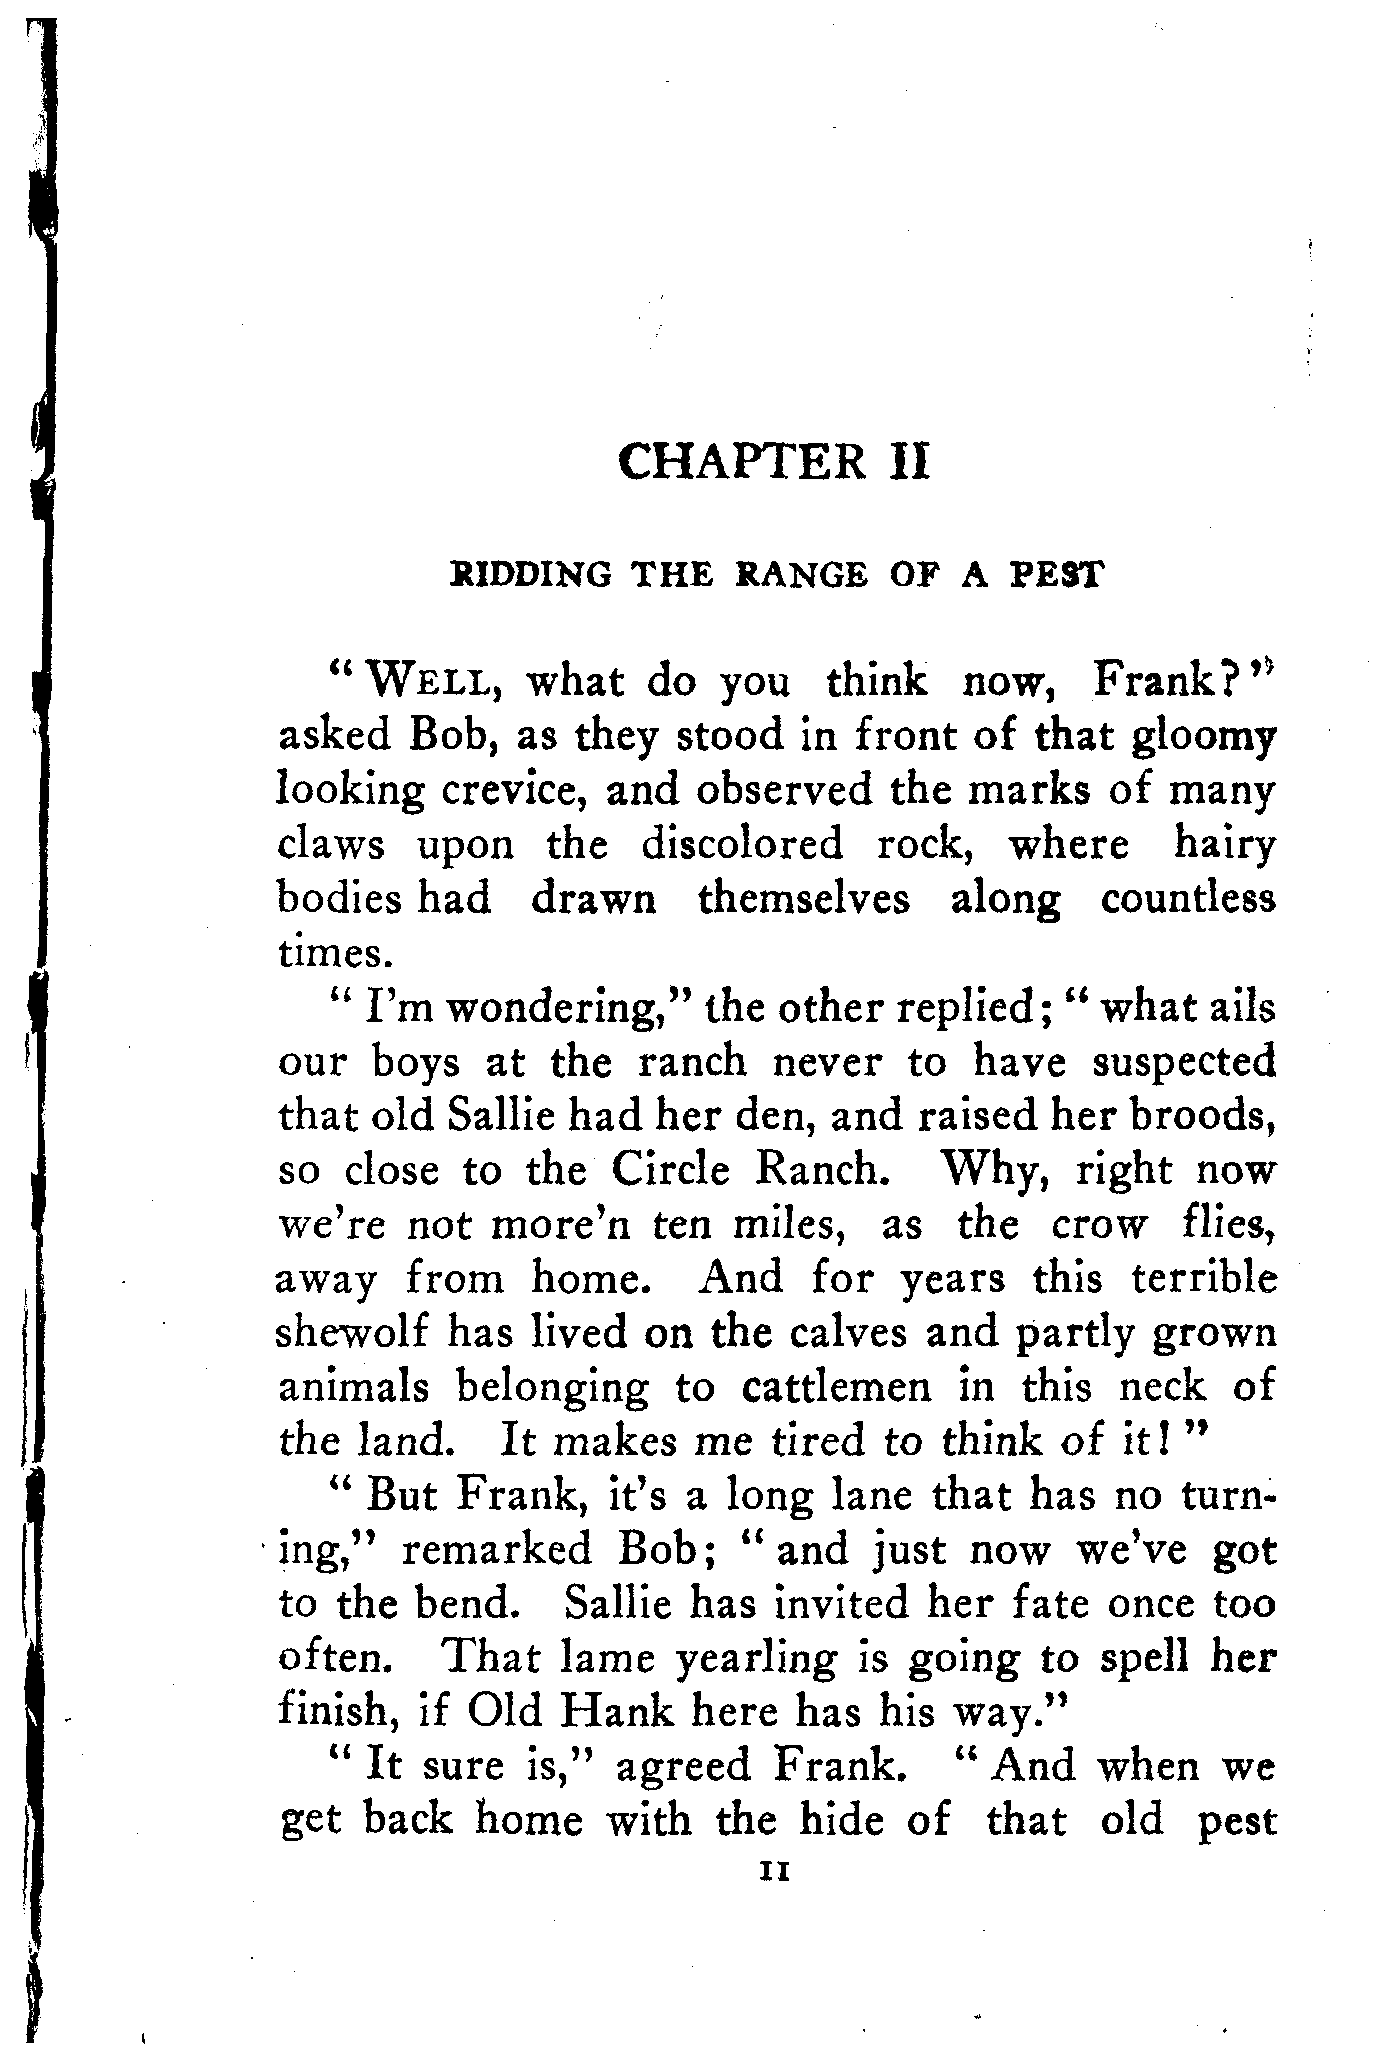 CHAPTER II
RIDDING THE RANGE OF A PEST
“ WELL, what do you think now, Frank? ”
asked Bob, as they stood in front of that gloomy
looking crevice, and observed the marks of many
claws upon the discolored rock, where hairy
bodies had drawn themselves along countless
times.
“ I’m wondering,” the other replied; “ what ails
our boys at the ranch never to have suspected
that old Sallie had her den, and raised her broods,
so close to the Circle Ranch. Why, right now
we’re not more’n ten miles, as the crow flies,
away from home. And for years this terrible
shewolf has lived on the calves and partly grown
animals belonging to cattlemen in this neck of
the land. It makes me tired to think of it! ”
“ But Frank, it’s a long lane that has no turn-
ing,” remarked Bob; “ and just now we’ve got
to the bend. Sallie has invited her fate once too
often. That lame yearling is going to spell her
finish, if Old Hank here has his way.”
“ It sure is,” agreed Frank. “ And when we
get back home with the hide of that old pest
11